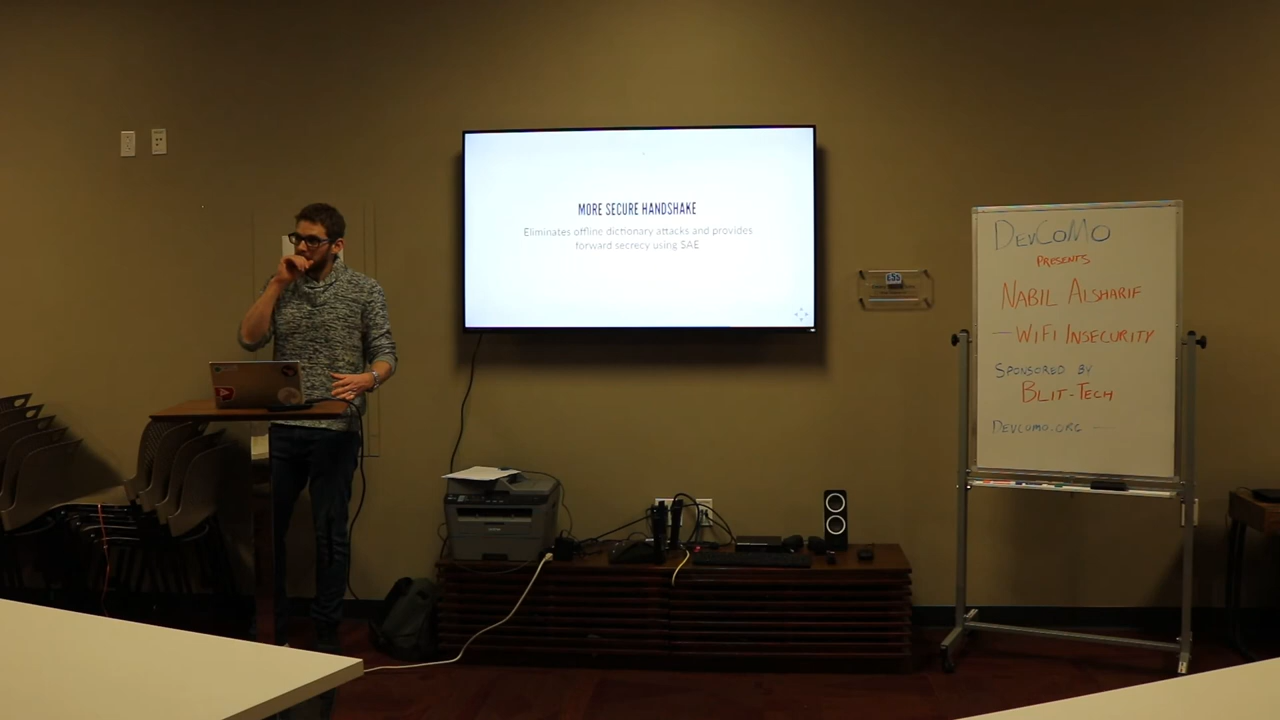 MORE SECURE HANDSHAKE
Eliminates offline dictionary attacks and provides
forward secrecy using SAE
DEVCOMO
PRESENTS
NABIL ALSHARIF
— WIFI INSECURITY
SPONSORED BY
BLIT-TECH
DEVCOMO.ORG —